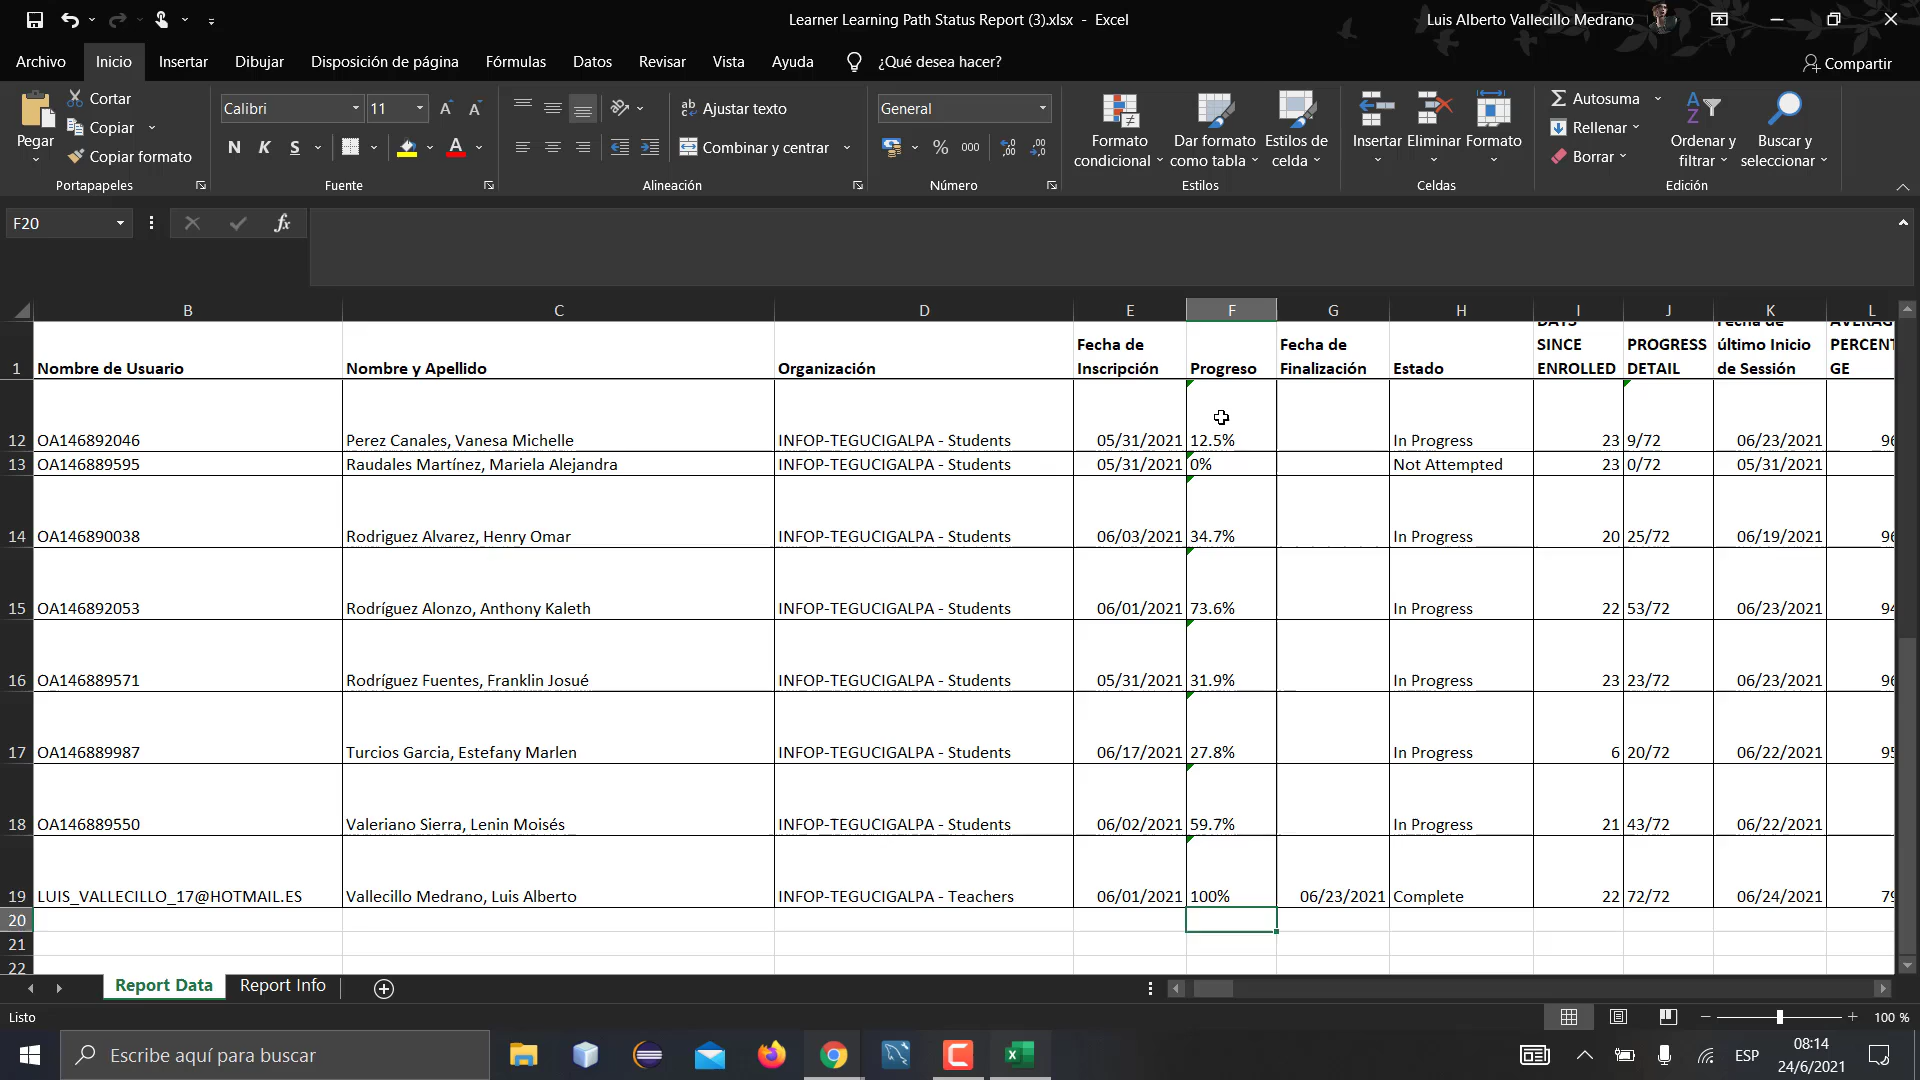 Learner Learning Path Status Report (3).xlsx - Excel
Luis Alberto Vallecillo Medrano
Archivo Inicio Insertar Dibujar Disposición de página Fórmulas Datos Revisar Vista Ayuda ¿Qué desea hacer? Compartir
Pegar
Cortar
Copiar
Copiar formato
Portapapeles
Calibri 11
N K S
Fuente
Ajustar texto
Combinar y centrar
Alineación
General
% 000
Número
Formato condicional
Dar formato como tabla
Estilos de celda
Estilos
Insertar Eliminar Formato
Celdas
Autosuma
Rellenar
Borrar
Ordenar y filtrar
Buscar y seleccionar
Edición
F20 fx
B C D E F G H I J K L
1 Nombre de Usuario Nombre y Apellido Organización Fecha de Inscripción Progreso Fecha de Finalización Estado DAYS SINCE ENROLLED PROGRESS DETAIL Fecha de último Inicio de Sesión
12 OA146892046 Perez Canales, Vanesa Michelle INFOP-TEGUCIGALPA - Students 05/31/2021 12.5% In Progress 23 9/72 06/23/2021
13 OA146889595 Raudales Martínez, Mariela Alejandra INFOP-TEGUCIGALPA - Students 05/31/2021 0% Not Attempted 23 0/72 05/31/2021
14 OA146890038 Rodriguez Alvarez, Henry Omar INFOP-TEGUCIGALPA - Students 06/03/2021 34.7% In Progress 20 25/72 06/19/2021
15 OA146892053 Rodríguez Alonzo, Anthony Kaleth INFOP-TEGUCIGALPA - Students 06/01/2021 73.6% In Progress 22 53/72 06/23/2021
16 OA146889571 Rodríguez Fuentes, Franklin Josué INFOP-TEGUCIGALPA - Students 05/31/2021 31.9% In Progress 23 23/72 06/23/2021
17 OA146889987 Turcios Garcia, Estefany Marlen INFOP-TEGUCIGALPA - Students 06/17/2021 27.8% In Progress 6 20/72 06/22/2021
18 OA146889550 Valeriano Sierra, Lenin Moisés INFOP-TEGUCIGALPA - Students 06/02/2021 59.7% In Progress 21 43/72 06/22/2021
19 LUIS_VALLECILLO_17@HOTMAIL.ES Vallecillo Medrano, Luis Alberto INFOP-TEGUCIGALPA - Teachers 06/01/2021 100% 06/23/2021 Complete 22 72/72 06/24/2021
20
21
22
Report Data Report Info
Listo
100 %
Escribe aquí para buscar
ESP
08:14
24/6/2021